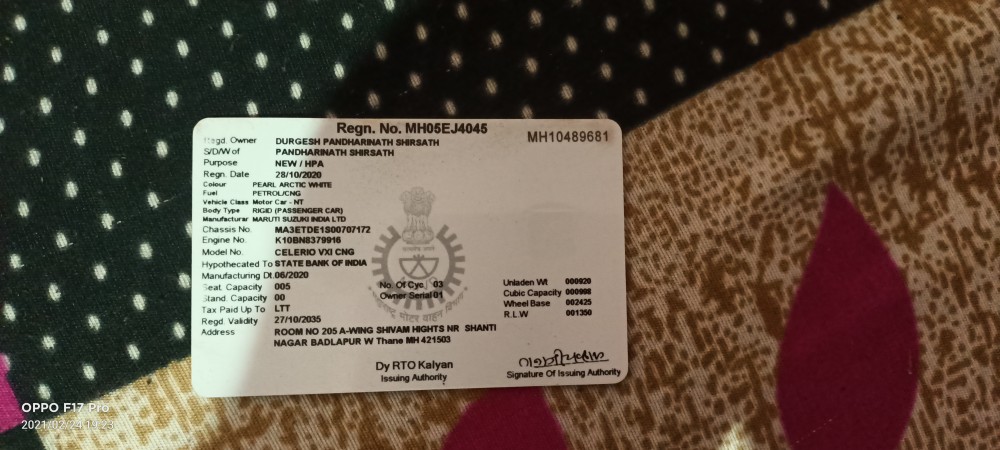 Regn. No. MH05EJ4045
MH10489681
Regd. Owner DURGESH PANDHARINATH SHIRSATH
S/D/W of PANDHARINATH SHIRSATH
Purpose NEW / HPA
Regn. Date 28/10/2020
Colour PEARL ARCTIC WHITE
Fuel PETROL/CNG
Vehicle Class Motor Car - NT
Body Type RIGID (PASSENGER CAR)
Manufacturar MARUTI SUZUKI INDIA LTD
Chassis No. MA3ETDE1S00707172
Engine No. K10BN8379916
Model No. CELERIO VXI CNG
Hypothecated To STATE BANK OF INDIA
Manufacturing Dt. 06/2020
Seat. Capacity 005 No. Of Cyc 03 Unladen Wt 000920
Stand. Capacity 00 Owner Serial 01 Cubic Capacity 000998
Tax Paid Up To LTT Wheel Base 002425
Regd. Validity 27/10/2035 R.L.W 001350
Address ROOM NO 205 A-WING SHIVAM HIGHTS NR SHANTI
NAGAR BADLAPUR W Thane MH 421503
Dy RTO Kalyan
Issuing Authority
Signature Of Issuing Authority
OPPO F17 Pro
2021/02/24 19:23